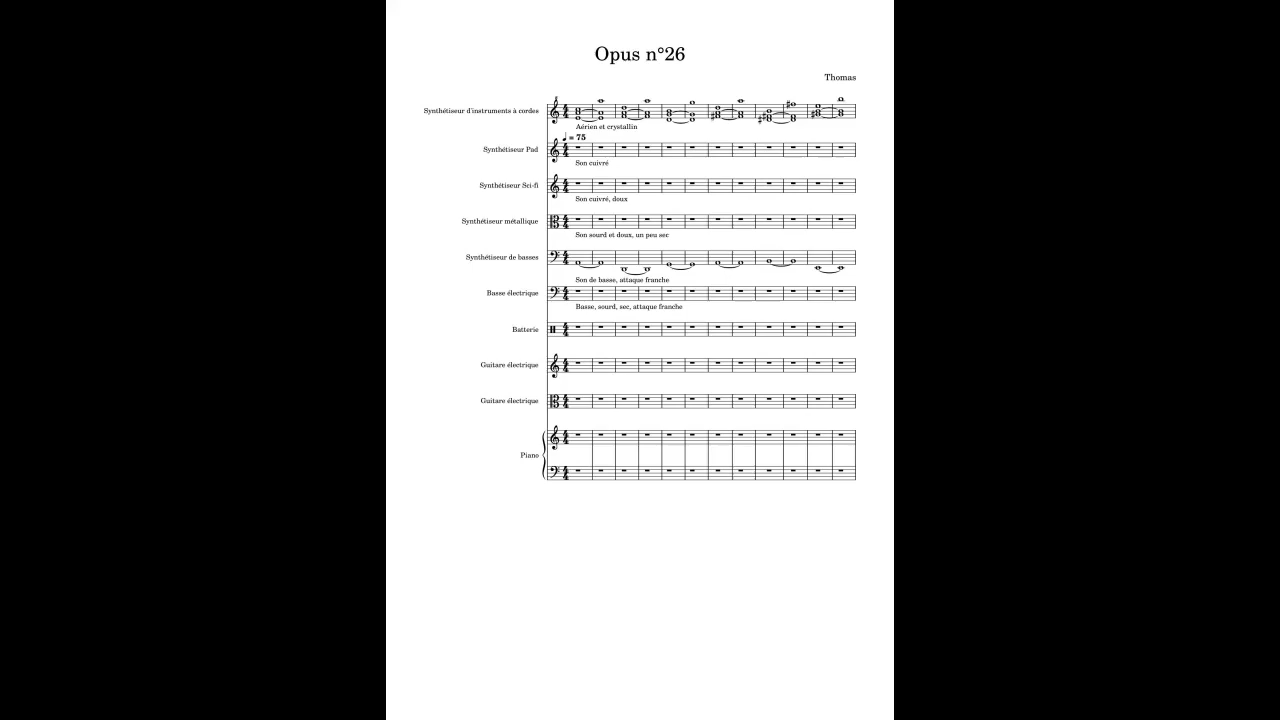 Opus n°26
Thomas
Synthétiseur d'instruments à cordes
Aérien et crystallin
♩ = 75
Synthétiseur Pad
Son cuivré
Synthétiseur Sci-fi
Son cuivré, doux
Synthétiseur métallique
Son sourd et doux, un peu sec
Synthétiseur de basses
Son de basse, attaque franche
Basse électrique
Basse, sourd, sec, attaque franche
Batterie
Guitare électrique
Guitare électrique
Piano